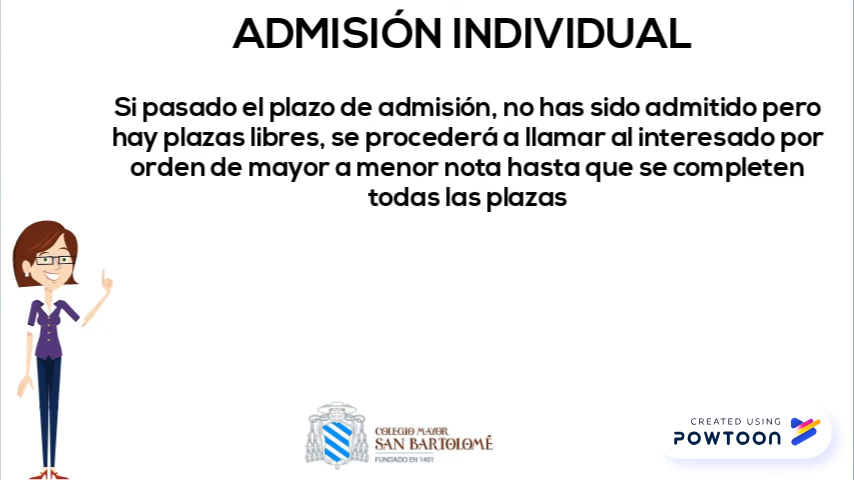 ADMISIÓN INDIVIDUAL
Si pasado el plazo de admisión, no has sido admitido pero
hay plazas libres, se procederá a llamar al interesado por
orden de mayor a menor nota hasta que se completen
todas las plazas
COLEGIO MAYOR
SAN BARTOLOMÉ
FUNDADO EN 1401
CREATED USING
POWTOON